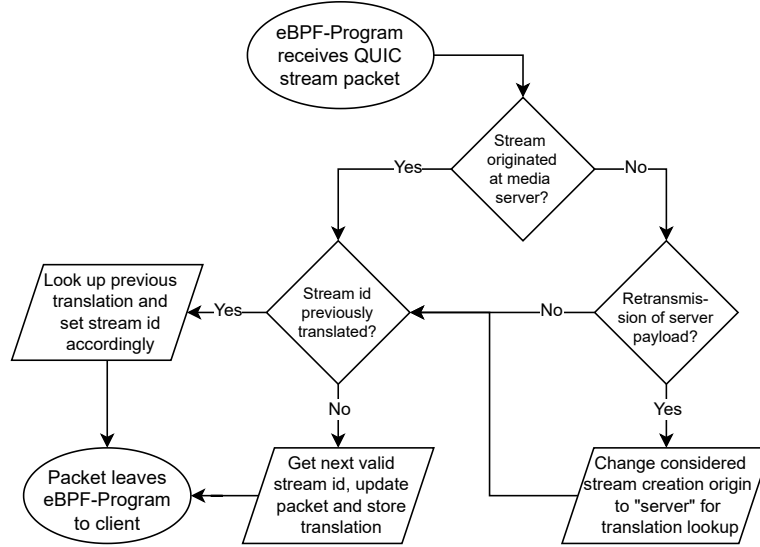 eBPF-Program
receives QUIC
stream packet
Stream
originated
at media
server?
Yes
No
Look up previous
translation and
set stream id
accordingly
Yes
Stream id
previously
translated?
No
Retransmis-
sion of server
payload?
No
Yes
Packet leaves
eBPF-Program
to client
Get next valid
stream id, update
packet and store
translation
Change considered
stream creation origin
to "server" for
translation lookup